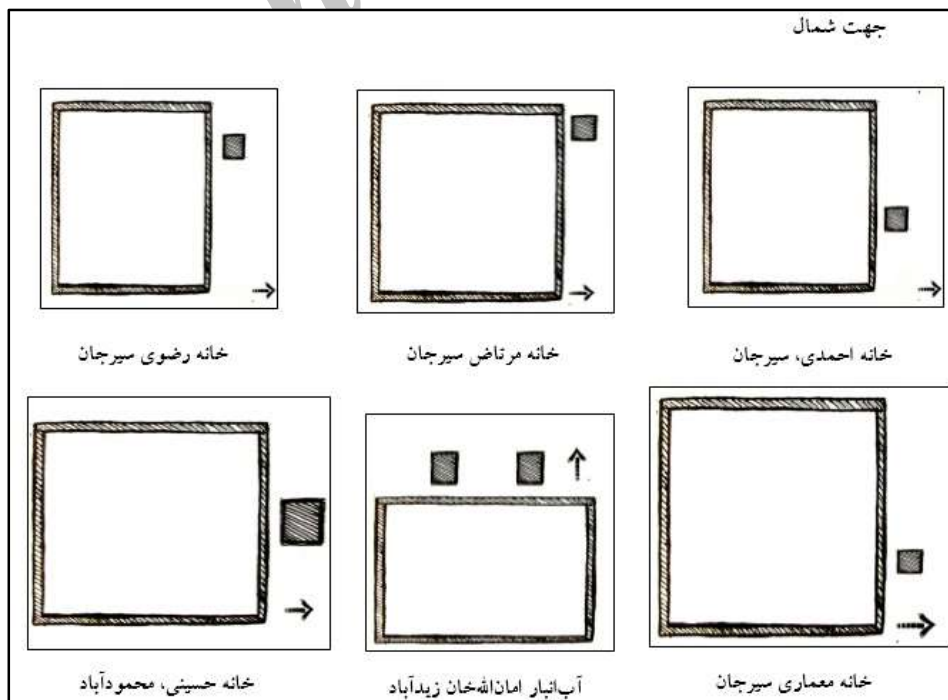 جهت شمال
خانه احمدی، سیرجان
خانه مرتاض سیرجان
خانه رضوی سیرجان
خانه معماری سیرجان
آب‌انبار امان‌الله‌خان زیدآباد
خانه حسینی، محمودآباد